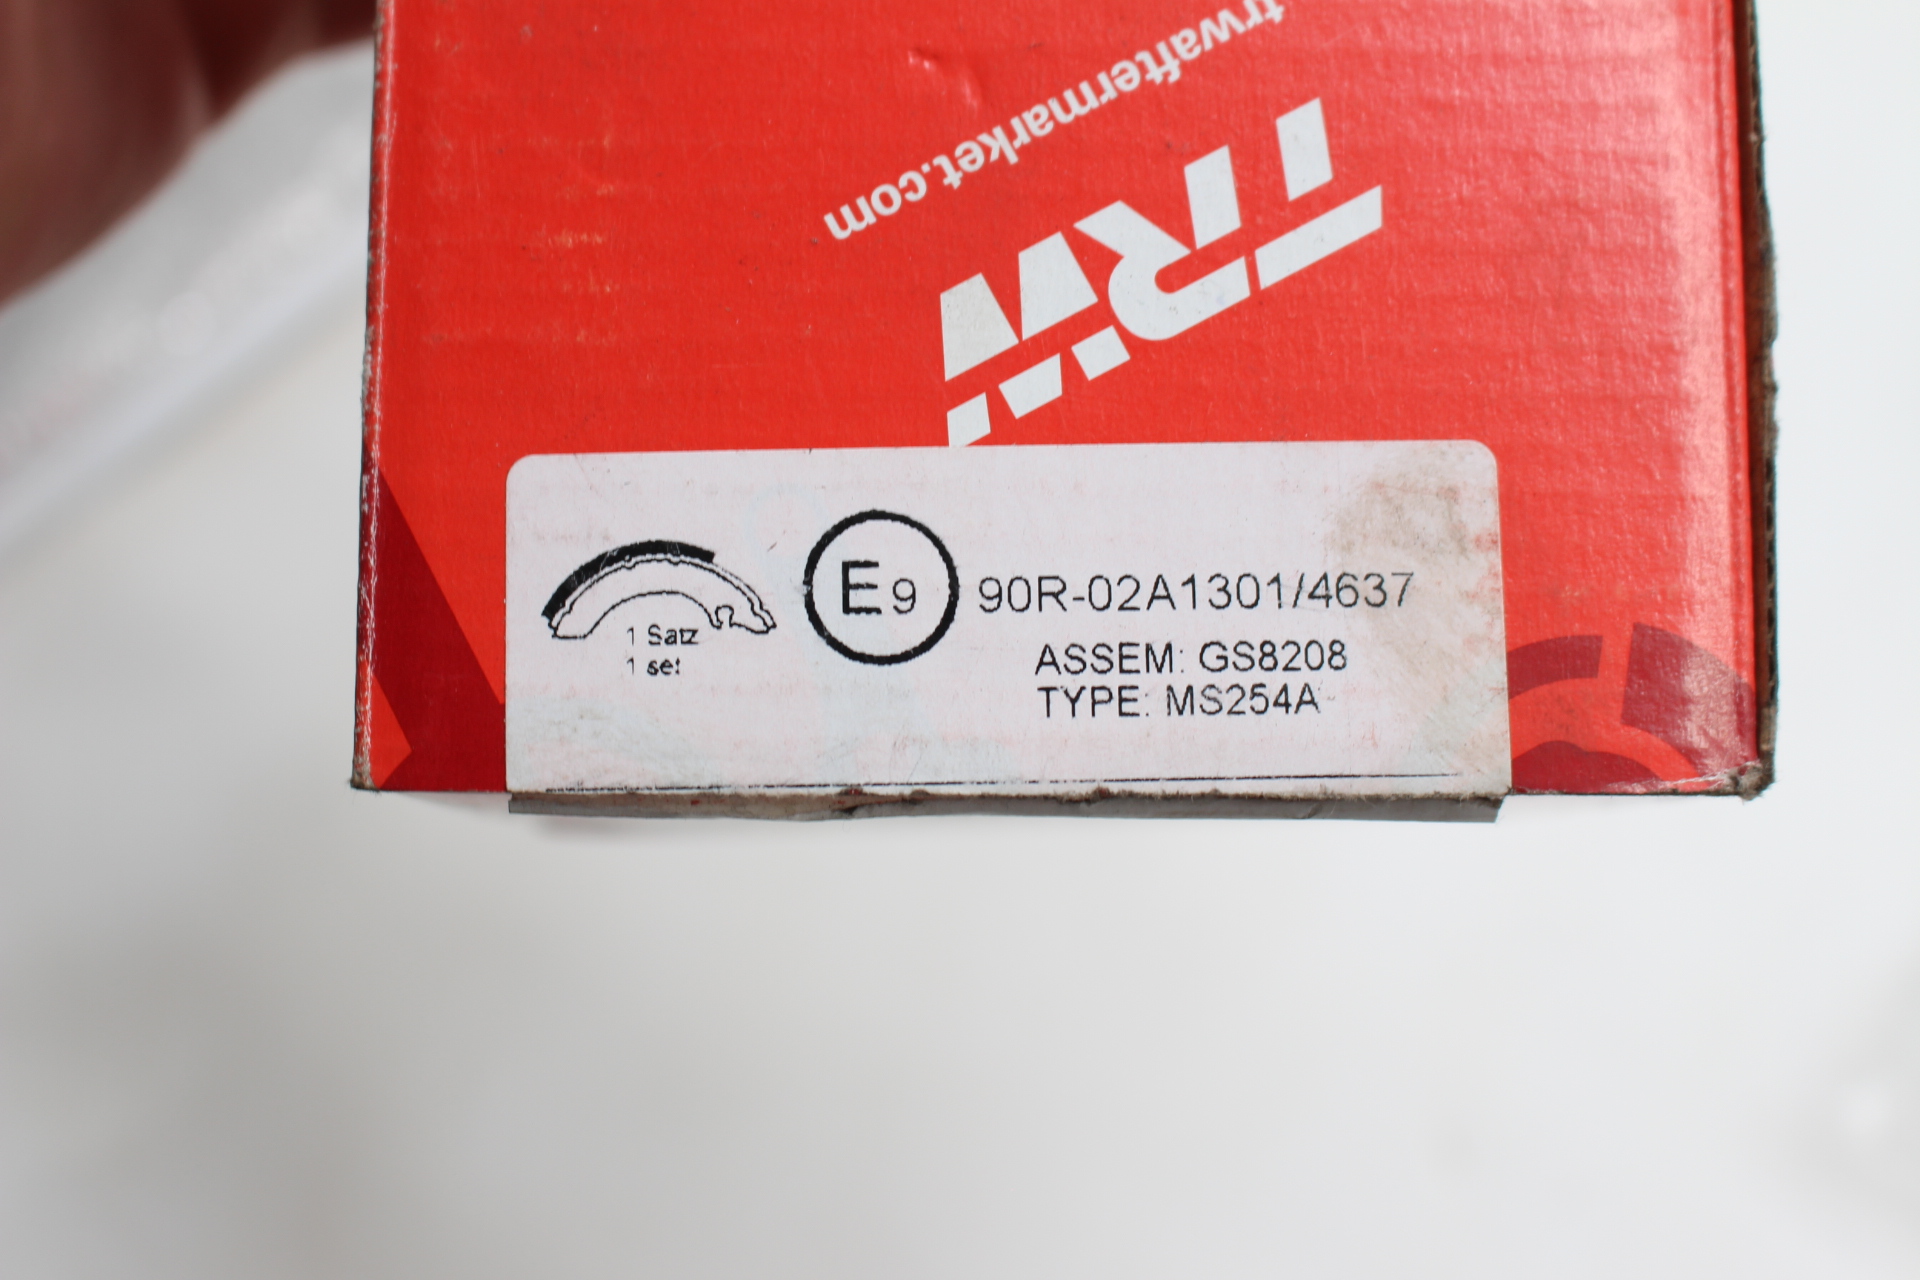 trwaftermarket.com
TRW
1 Satz
1 set
E9
90R-02A1301/4637
ASSEM: GS8208
TYPE: MS254A